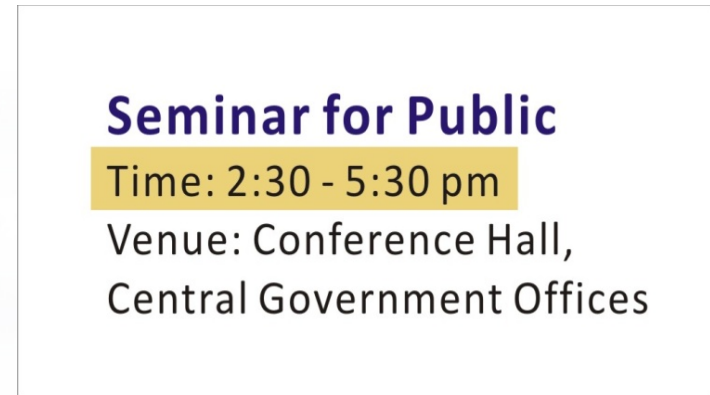 Seminar for Public
Time: 2:30 - 5:30 pm
Venue: Conference Hall,
Central Government Offices